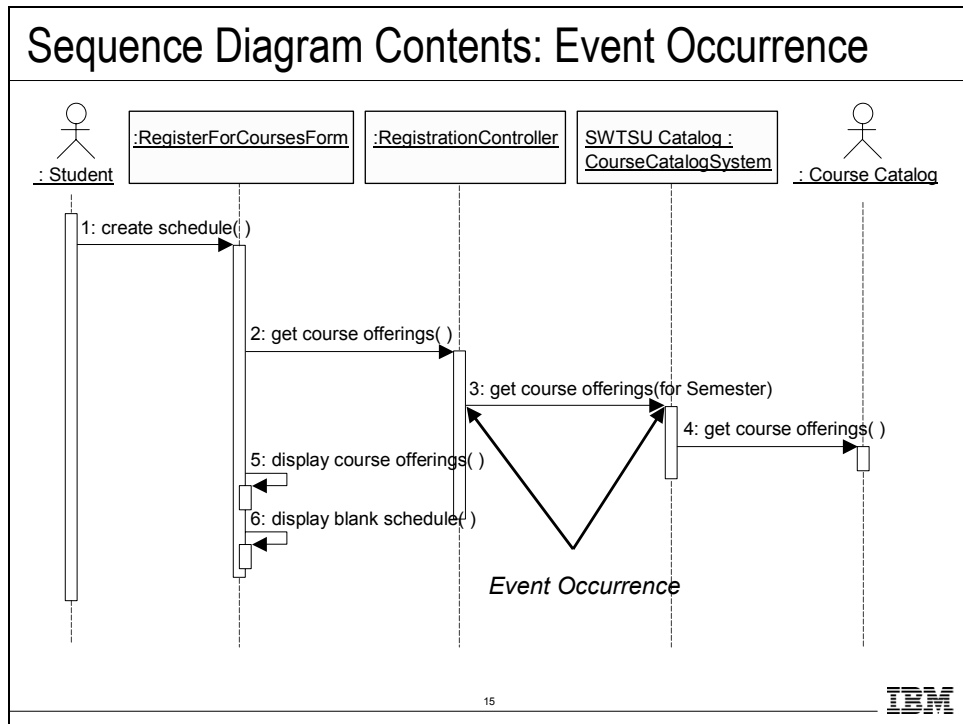 Sequence Diagram Contents: Event Occurrence
: Student
:RegisterForCoursesForm
:RegistrationController
SWTSU Catalog :
CourseCatalogSystem
: Course Catalog
1: create schedule( )
2: get course offerings( )
3: get course offerings(for Semester)
4: get course offerings( )
5: display course offerings( )
6: display blank schedule( )
Event Occurrence
15
IBM